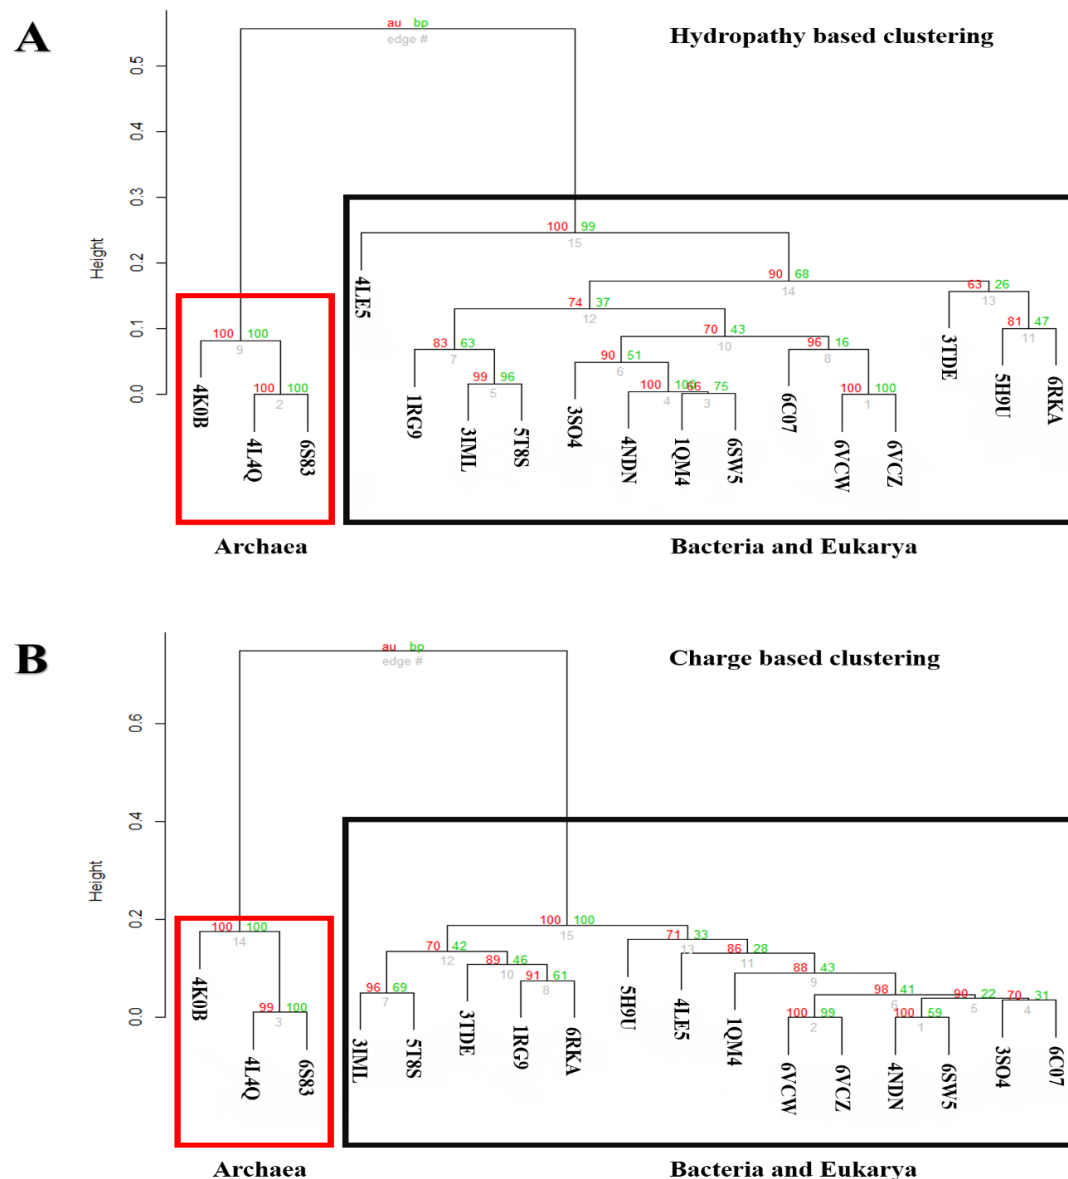 A
Hydropathy based clustering
au bp
edge #
Height
0.5
0.4
0.3
0.2
0.1
0.0
100 99
15
90 68
14
63 26
13
74 37
12
81 47
11
70 43
10
100 100
9
96 16
8
83 63
7
90 51
6
99 96
5
100 100
4
66 75
3
100 100
2
100 100
1
4K0B
4L4Q
6S83
4LE5
1RG9
3IML
5T8S
3SO4
4NDN
1QM4
6SW5
6C07
6VCW
6VCZ
3TDE
5H9U
6RKA
Archaea
Bacteria and Eukarya
B
Charge based clustering
au bp
edge #
Height
0.6
0.4
0.2
0.0
100 100
14
99 100
3
100 100
15
70 42
12
96 69
7
89 46
10
91 61
8
71 33
13
86 28
11
88 43
9
98 41
6
100 99
2
90 22
5
100 59
1
70 31
4
4K0B
4L4Q
6S83
3IML
5T8S
3TDE
1RG9
6RKA
5H9U
4LE5
1QM4
6VCW
6VCZ
4NDN
6SW5
3SO4
6C07
Archaea
Bacteria and Eukarya